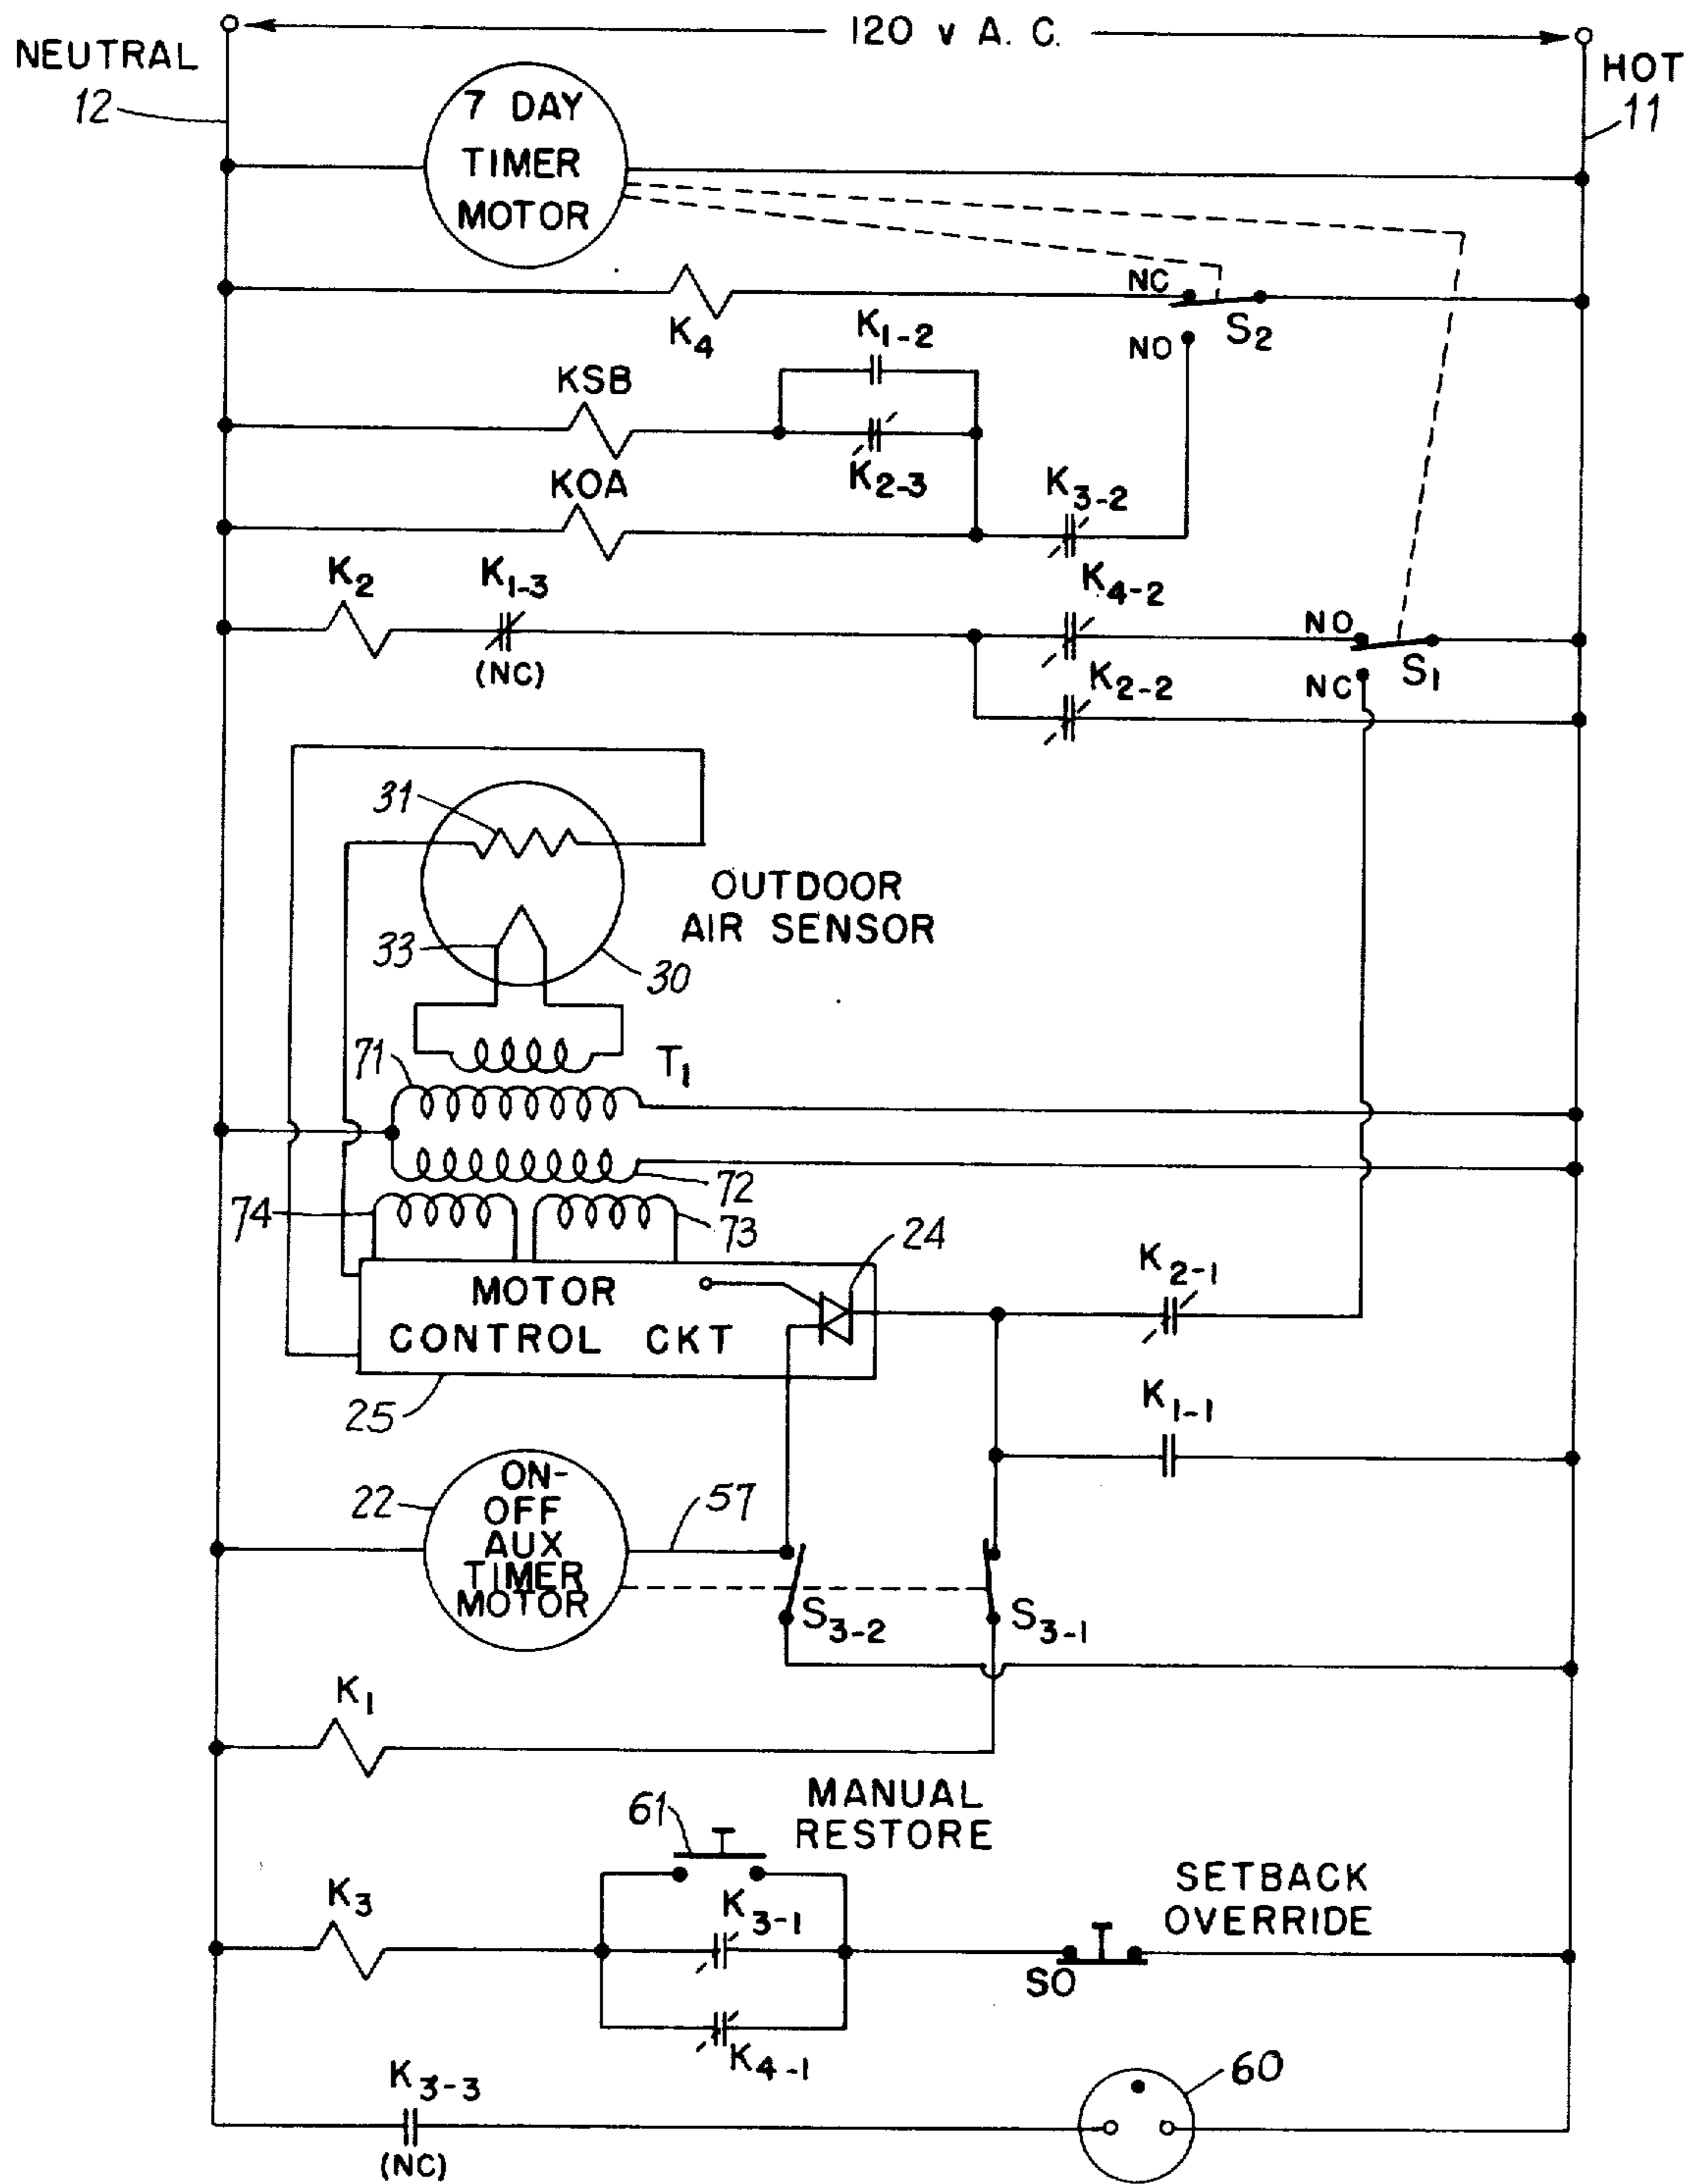 120 v A. C.
NEUTRAL
12
HOT
11
7 DAY
TIMER
MOTOR
NC
S2
K4
K1-2
NO
KSB
K2-3
KOA
K3-2
K2
K1-3
(NC)
K4-2
NO
S1
NC
K2-2
31
OUTDOOR
AIR SENSOR
33
30
71
T1
72
74
73
24
MOTOR
CONTROL CKT
K2-1
25
K1-1
22
ON-
OFF
AUX
TIMER
MOTOR
57
S3-2
S3-1
K1
MANUAL
RESTORE
61
K3
K3-1
SETBACK
OVERRIDE
SO
K4-1
K3-3
(NC)
60